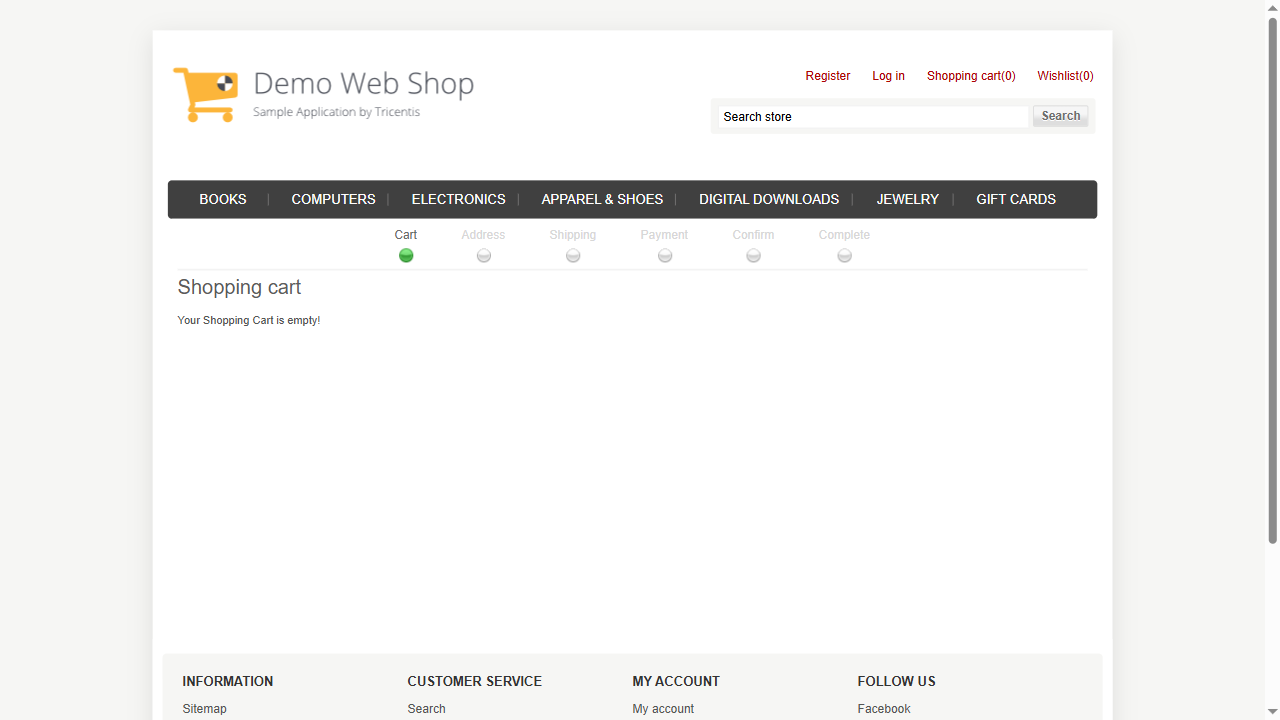 Demo Web Shop
Sample Application by Tricentis
Register Log in Shopping cart(0) Wishlist(0)
Search store Search
BOOKS | COMPUTERS | ELECTRONICS | APPAREL & SHOES | DIGITAL DOWNLOADS | JEWELRY | GIFT CARDS
Cart Address Shipping Payment Confirm Complete
Shopping cart
Your Shopping Cart is empty!
INFORMATION CUSTOMER SERVICE MY ACCOUNT FOLLOW US
Sitemap Search My account Facebook